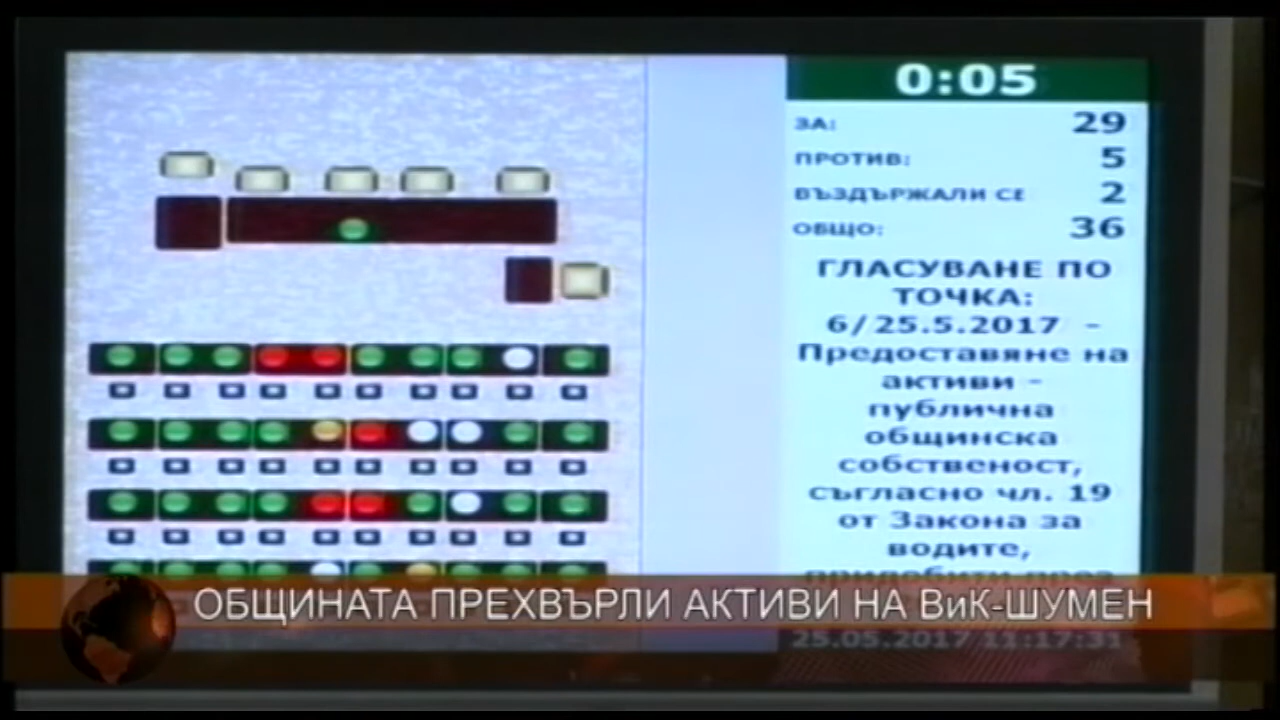 0:05
ЗА: 29
ПРОТИВ: 5
ВЪЗДЪРЖАЛИ СЕ 2
ОБЩО: 36
ГЛАСУВАНЕ ПО
ТОЧКА:
6/25.5.2017 -
Предоставяне на
активи -
публична
общинска
собственост,
съгласно чл. 19
от Закона за
водите,
придобити през
ОБЩИНАТА ПРЕХВЪРЛИ АКТИВИ НА ВиК-ШУМЕН
25.05.2017 11:17:31